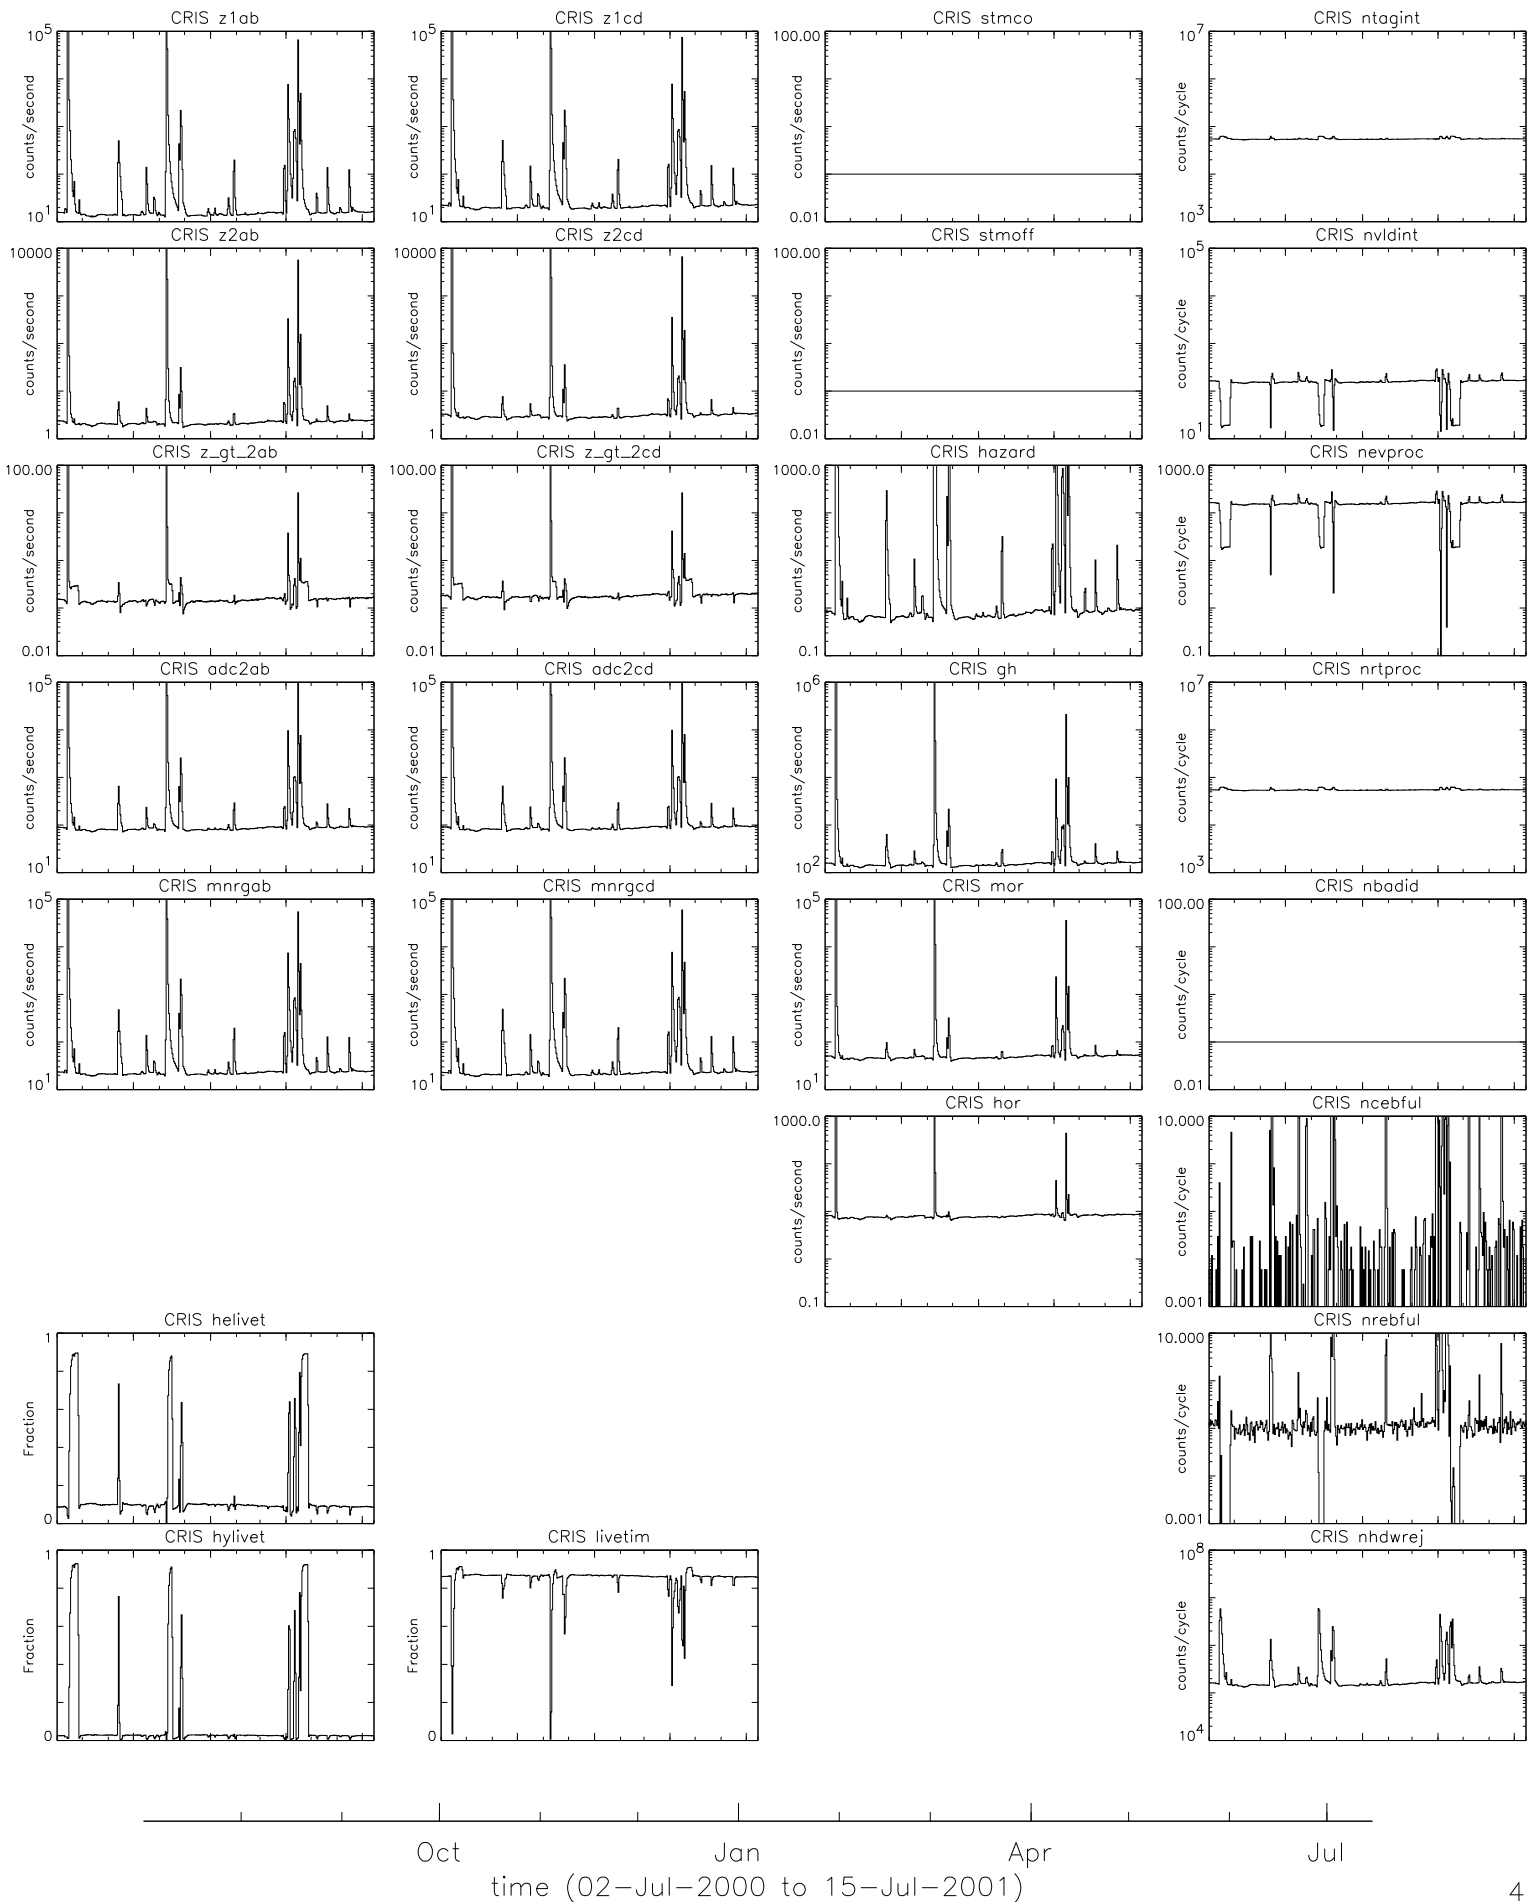 CRIS z1ab
10^5
counts/second
10^1
CRIS z1cd
10^5
counts/second
10^1
CRIS stmco
100.00
counts/second
0.01
CRIS ntagint
10^7
counts/cycle
10^3
CRIS z2ab
10000
counts/second
1
CRIS z2cd
10000
counts/second
1
CRIS stmoff
100.00
counts/second
0.01
CRIS nvldint
10^5
counts/cycle
10^1
CRIS z_gt_2ab
100.00
counts/second
0.01
CRIS z_gt_2cd
100.00
counts/second
0.01
CRIS hazard
1000.0
counts/second
0.1
CRIS nevproc
1000.0
counts/cycle
0.1
CRIS adc2ab
10^5
counts/second
10^1
CRIS adc2cd
10^5
counts/second
10^1
CRIS gh
10^6
counts/second
10^2
CRIS nrtproc
10^7
counts/cycle
10^3
CRIS mnrgab
10^5
counts/second
10^1
CRIS mnrgcd
10^5
counts/second
10^1
CRIS mor
10^5
counts/second
10^1
CRIS nbadid
100.00
counts/cycle
0.01
CRIS hor
1000.0
counts/second
0.1
CRIS ncebful
10.000
counts/cycle
0.001
CRIS helivet
1
Fraction
0
CRIS nrebful
10.000
counts/cycle
0.001
CRIS hylivet
1
Fraction
0
CRIS livetim
1
Fraction
0
CRIS nhdwrej
10^8
counts/cycle
10^4
Oct Jan Apr Jul
time (02-Jul-2000 to 15-Jul-2001)
4